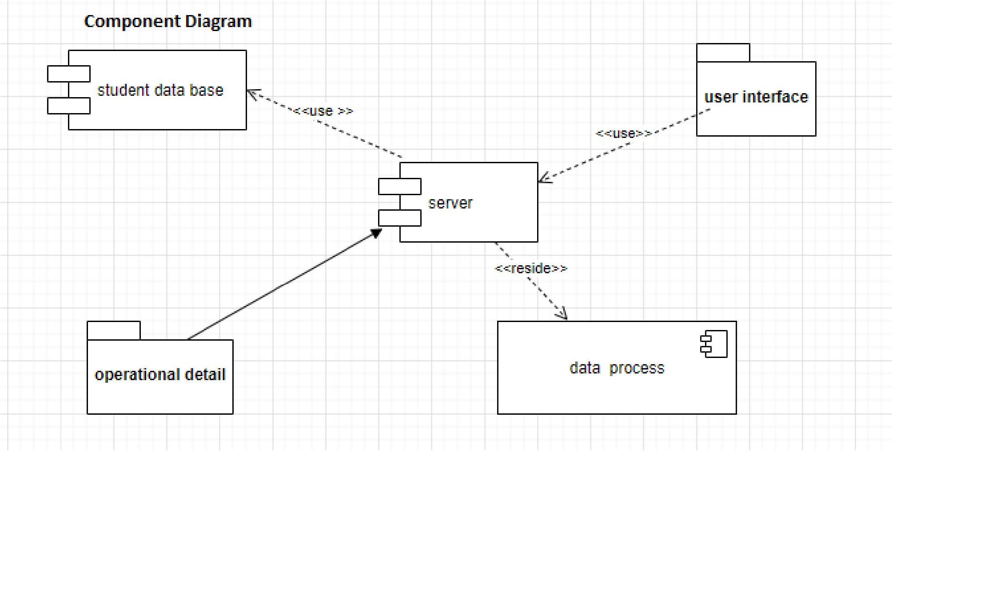 Component Diagram
student data base
user interface
<<use >>
<<use>>
server
<<reside>>
operational detail
data  process